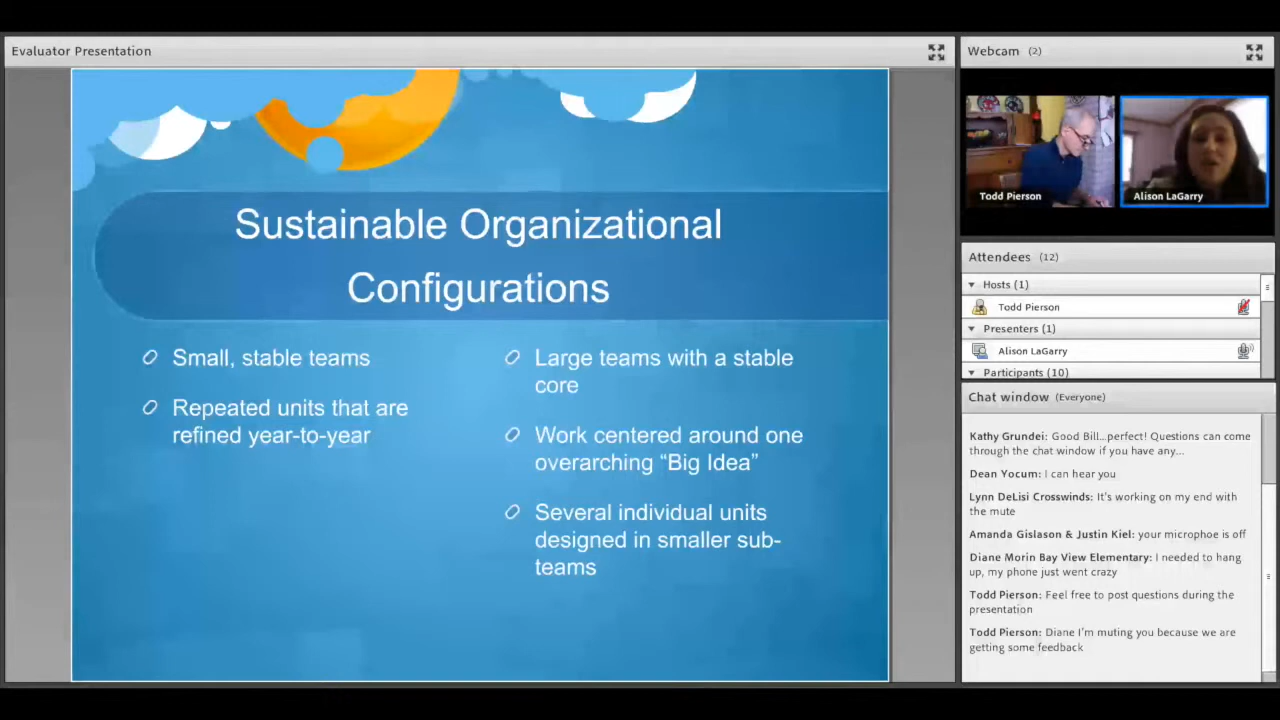 Evaluator Presentation
Sustainable Organizational
Configurations
Small, stable teams
Repeated units that are
refined year-to-year
Large teams with a stable
core
Work centered around one
overarching “Big Idea”
Several individual units
designed in smaller sub-
teams
Webcam (2)
Todd Pierson
Alison LaGarry
Attendees (12)
Hosts (1)
Todd Pierson
Presenters (1)
Alison LaGarry
Participants (10)
Chat window (Everyone)
Kathy Grundei: Good Bill...perfect! Questions can come
through the chat window if you have any...
Dean Yocum: I can hear you
Lynn DeLisi Crosswinds: It's working on my end with
the mute
Amanda Gislason & Justin Kiel: your microphoe is off
Diane Morin Bay View Elementary: I needed to hang
up, my phone just went crazy
Todd Pierson: Feel free to post questions during the
presentation
Todd Pierson: Diane I'm muting you because we are
getting some feedback